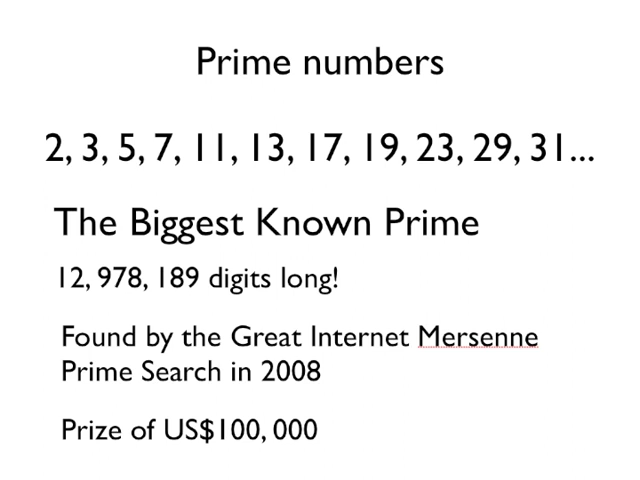 Prime numbers
2, 3, 5, 7, 11, 13, 17, 19, 23, 29, 31...
The Biggest Known Prime
12, 978, 189 digits long!
Found by the Great Internet Mersenne
Prime Search in 2008
Prize of US$100, 000